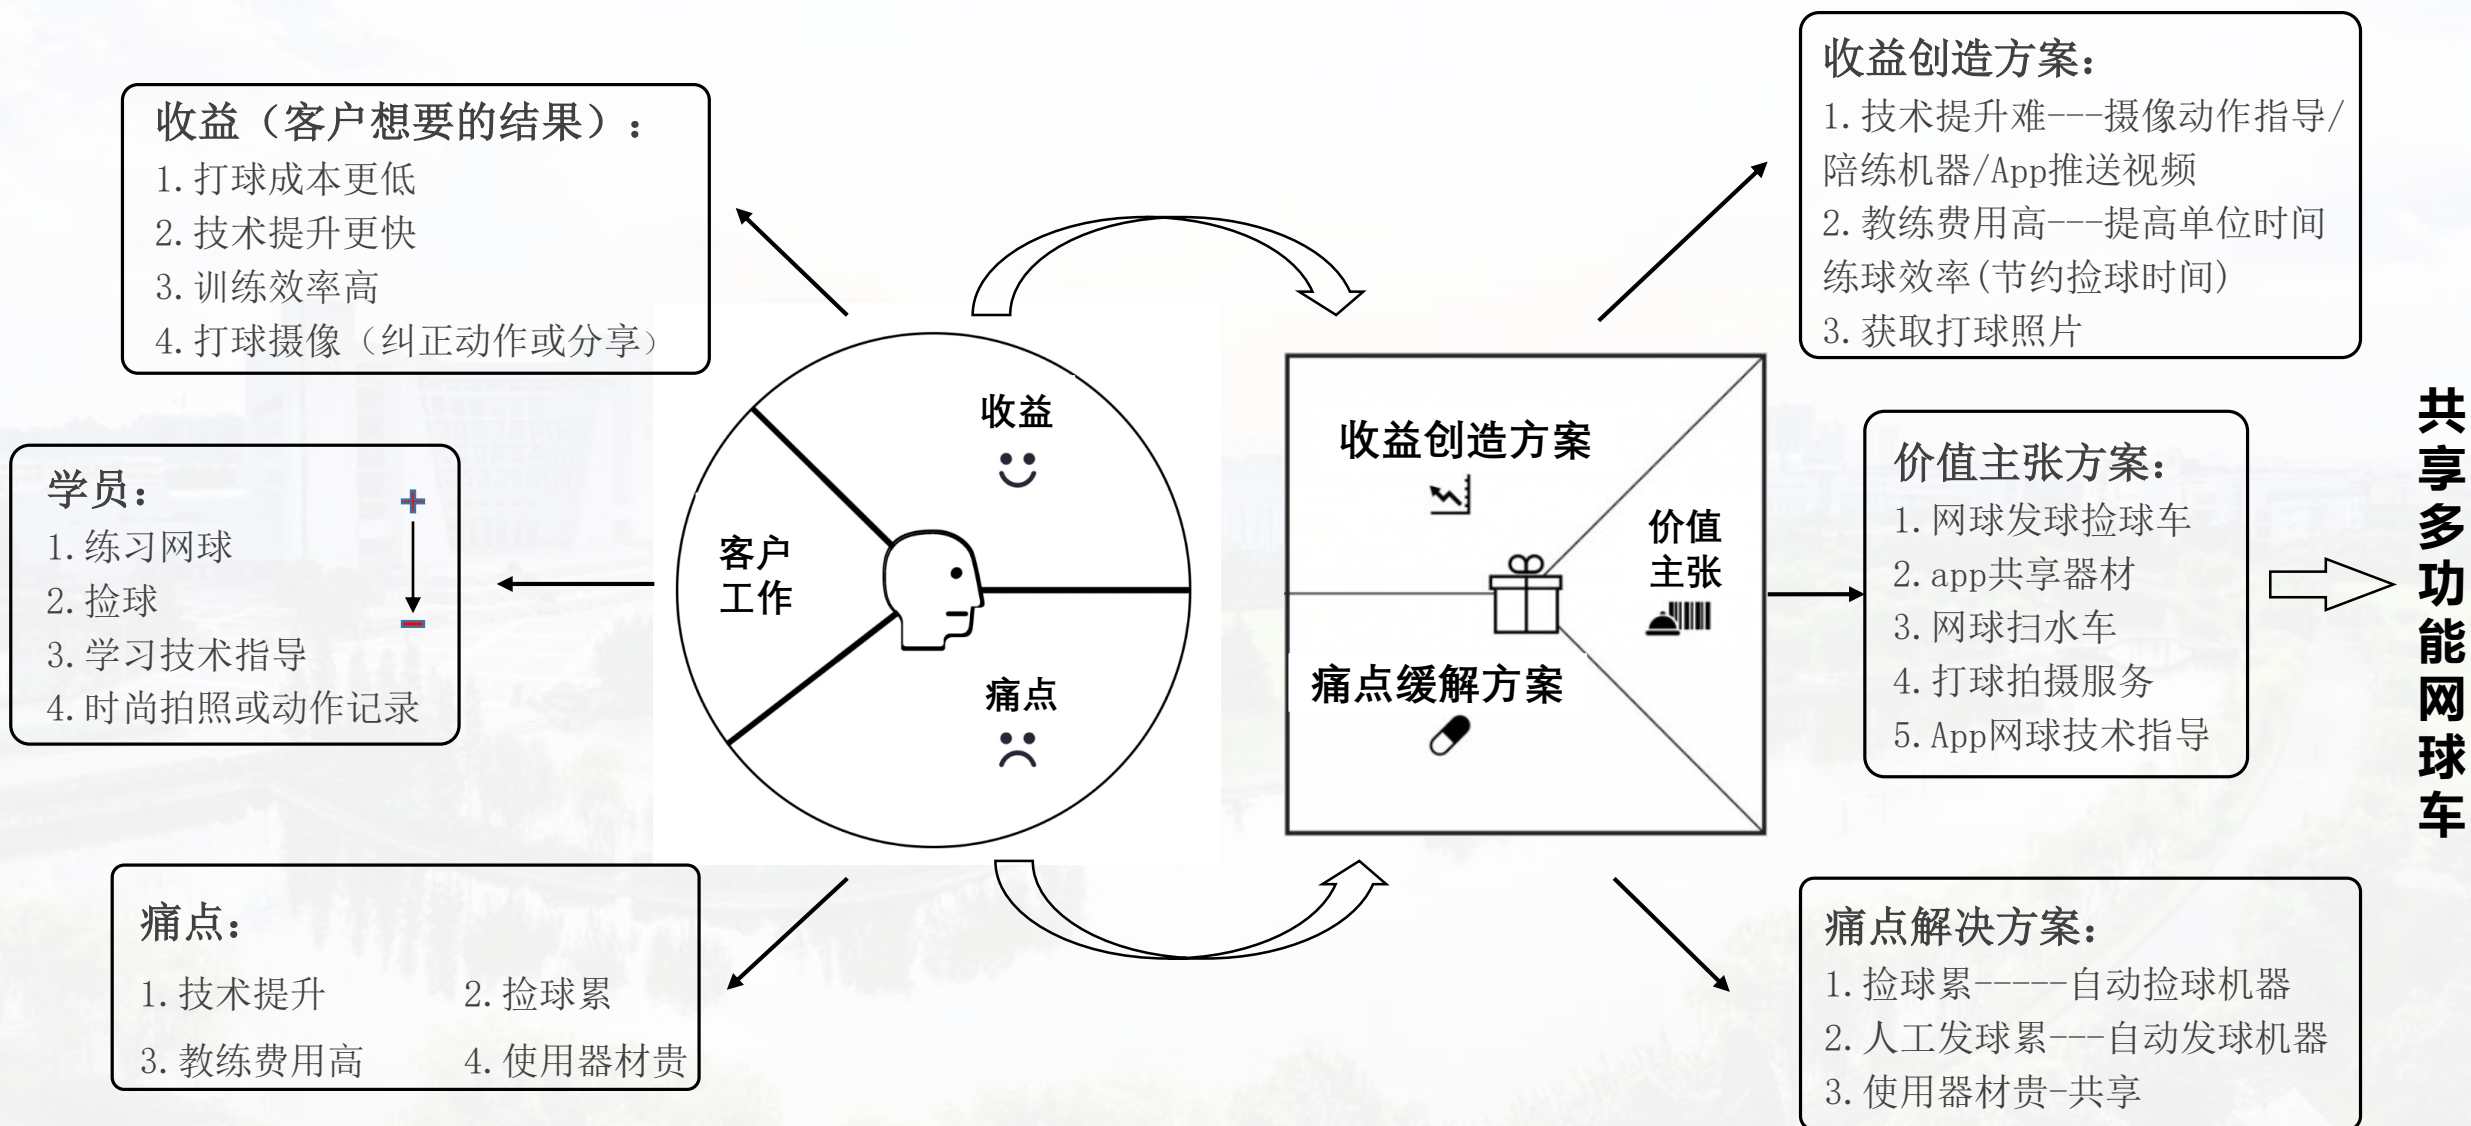 收益（客户想要的结果）：
1.打球成本更低
2.技术提升更快
3.训练效率高
4.打球摄像（纠正动作或分享）
学员：
1.练习网球
2.捡球
3.学习技术指导
4.时尚拍照或动作记录
+
-
痛点：
1.技术提升 2.捡球累
3.教练费用高 4.使用器材贵
收益
客户
工作
痛点
收益创造方案
价值
主张
痛点缓解方案
收益创造方案：
1.技术提升难---摄像动作指导/
陪练机器/App推送视频
2.教练费用高---提高单位时间
练球效率(节约捡球时间)
3.获取打球照片
价值主张方案：
1.网球发球捡球车
2.app共享器材
3.网球扫水车
4.打球拍摄服务
5.App网球技术指导
痛点解决方案：
1.捡球累-----自动捡球机器
2.人工发球累---自动发球机器
3.使用器材贵-共享
共享多功能网球车